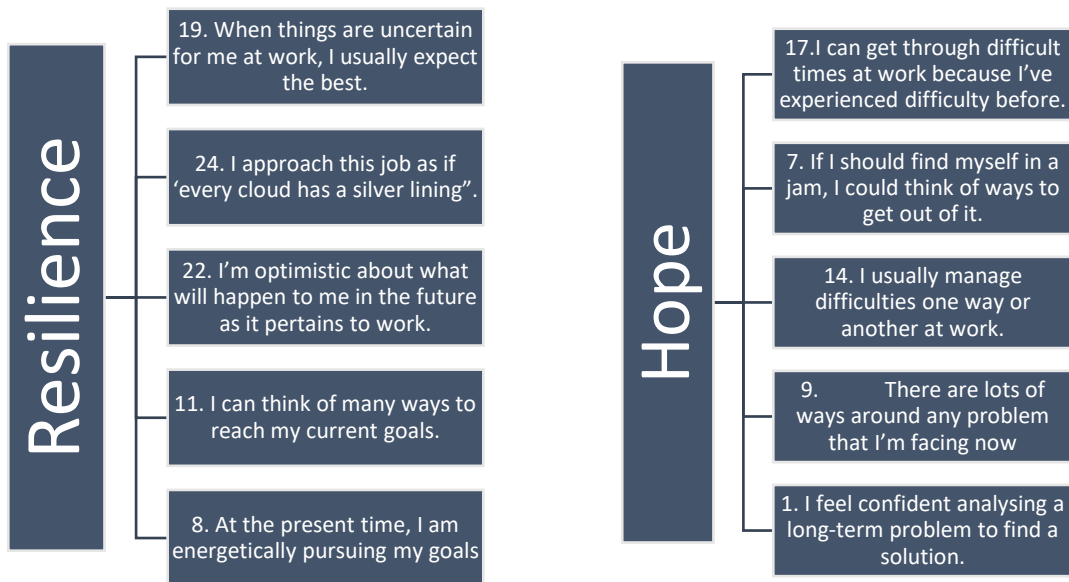 Resilience
19. When things are uncertain
for me at work, I usually expect
the best.
24. I approach this job as if
‘every cloud has a silver lining”.
22. I’m optimistic about what
will happen to me in the future
as it pertains to work.
11. I can think of many ways to
reach my current goals.
8. At the present time, I am
energetically pursuing my goals
Hope
17.I can get through difficult
times at work because I’ve
experienced difficulty before.
7. If I should find myself in a
jam, I could think of ways to
get out of it.
14. I usually manage
difficulties one way or
another at work.
9. There are lots of
ways around any problem
that I’m facing now
1. I feel confident analysing a
long-term problem to find a
solution.